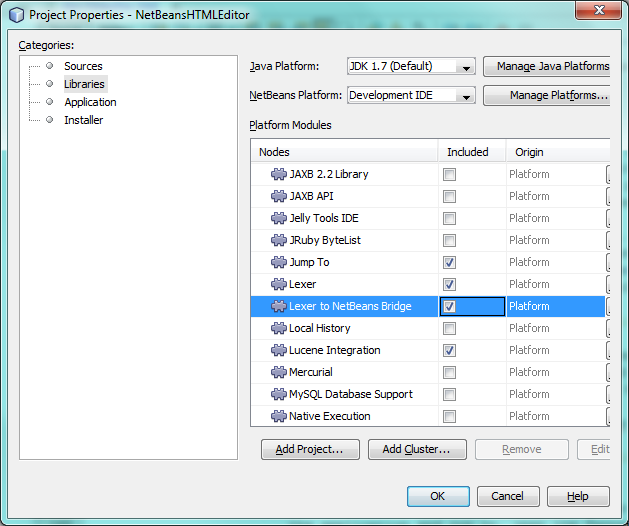 Project Properties - NetBeansHTMLEditor
Categories:
Sources
Libraries
Application
Installer
Java Platform: JDK 1.7 (Default) Manage Java Platforms
NetBeans Platform: Development IDE Manage Platforms...
Platform Modules
Nodes Included Origin
JAXB 2.2 Library Platform
JAXB API Platform
Jelly Tools IDE Platform
JRuby ByteList Platform
Jump To Platform
Lexer Platform
Lexer to NetBeans Bridge Platform
Local History Platform
Lucene Integration Platform
Mercurial Platform
MySQL Database Support Platform
Native Execution Platform
Add Project... Add Cluster... Remove Edit
OK Cancel Help